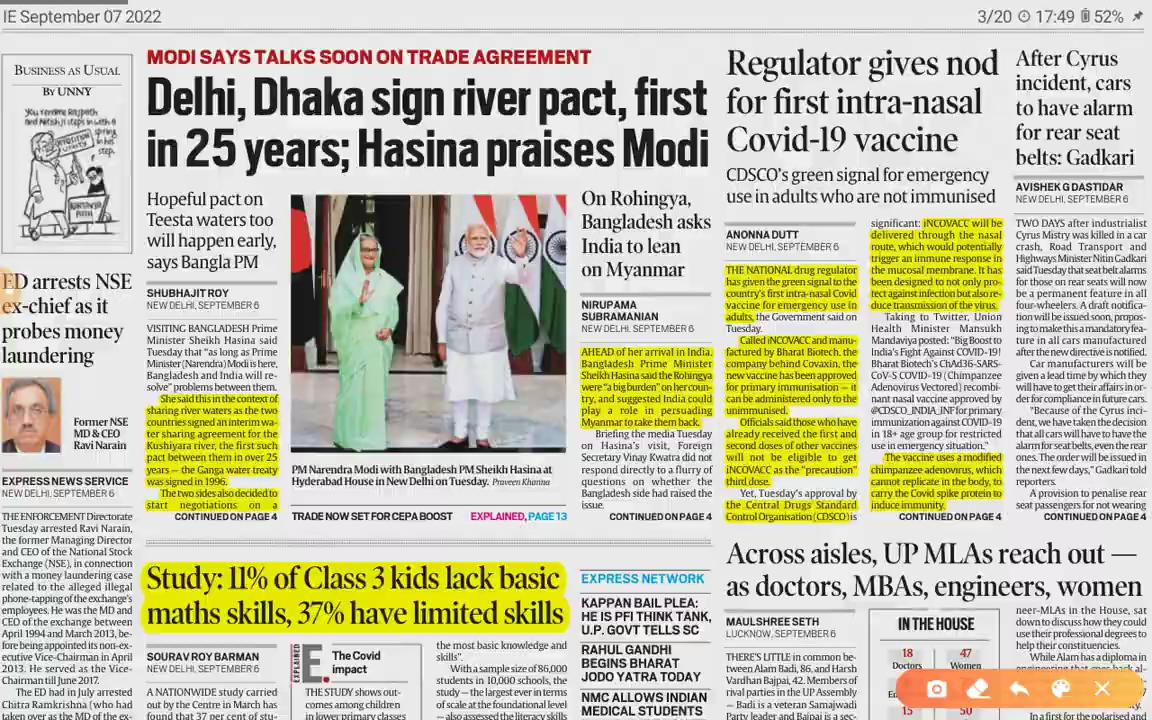 IE September 07 2022
3/20 17:49 52%
BUSINESS AS USUAL
BY UNNY
ED arrests NSE
ex-chief as it
probes money
laundering
Former NSE
MD & CEO
Ravi Narain
EXPRESS NEWS SERVICE
NEW DELHI, SEPTEMBER 6
THE ENFORCEMENT Directorate
Tuesday arrested Ravi Narain,
the former Managing Director
and CEO of the National Stock
Exchange (NSE), in connection
with a money laundering case
related to the alleged illegal
phone-tapping of the exchange's
employees. He was the MD and
CEO of the exchange between
April 1994 and March 2013, be-
fore being appointed its non-ex-
ecutive Vice-Chairman in April
2013. He served as the Vice-
Chairman till June 2017.
The ED had in July arrested
Chitra Ramkrishna (who had
taken over as the MD of the ex-
MODI SAYS TALKS SOON ON TRADE AGREEMENT
Delhi, Dhaka sign river pact, first
in 25 years; Hasina praises Modi
Hopeful pact on
Teesta waters too
will happen early,
says Bangla PM
SHUBHAJIT ROY
NEW DELHI, SEPTEMBER 6
VISITING BANGLADESH Prime
Minister Sheikh Hasina said
Tuesday that "as long as Prime
Minister (Narendra) Modi is here,
Bangladesh and India will re-
solve" problems between them.
She said this in the context of
sharing river waters as the two
countries signed an interim wa-
ter sharing agreement for the
Kushiyara river, the first such
pact between them in over 25
years — the Ganga water treaty
was signed in 1996.
The two sides also decided to
start negotiations on a
CONTINUED ON PAGE 4
PM Narendra Modi with Bangladesh PM Sheikh Hasina at
Hyderabad House in New Delhi on Tuesday. Praveen Khanna
TRADE NOW SET FOR CEPA BOOST EXPLAINED, PAGE 13
On Rohingya,
Bangladesh asks
India to lean
on Myanmar
NIRUPAMA
SUBRAMANIAN
NEW DELHI, SEPTEMBER 6
AHEAD of her arrival in India,
Bangladesh Prime Minister
Sheikh Hasina said the Rohingya
were "a big burden" on her coun-
try, and suggested India could
play a role in persuading
Myanmar to take them back.
Briefing the media Tuesday
on Hasina's visit, Foreign
Secretary Vinay Kwatra did not
respond directly to a flurry of
questions on whether the
Bangladesh side had raised the
issue.
CONTINUED ON PAGE 4
Regulator gives nod
for first intra-nasal
Covid-19 vaccine
CDSCO's green signal for emergency
use in adults who are not immunised
ANONNA DUTT
NEW DELHI, SEPTEMBER 6
THE NATIONAL drug regulator
has given the green signal to the
country's first intra-nasal Covid
vaccine for emergency use in
adults, the Government said on
Tuesday.
Called iNCOVACC and manu-
factured by Bharat Biotech, the
company behind Covaxin, the
new vaccine has been approved
for primary immunisation — it
can be administered only to the
unimmunised.
Officials said those who have
already received the first and
second doses of other vaccines
will not be eligible to get
iNCOVACC as the "precaution"
third dose.
Yet, Tuesday's approval by
the Central Drugs Standard
Control Organisation (CDSCO) is
significant: iNCOVACC will be
delivered through the nasal
route, which would potentially
trigger an immune response in
the mucosal membrane. It has
been designed to not only pro-
tect against infection but also re-
duce transmission of the virus.
Taking to Twitter, Union
Health Minister Mansukh
Mandaviya posted: "Big Boost to
India's Fight Against COVID-19!
Bharat Biotech's ChAd36-SARS-
CoV-S COVID-19 (Chimpanzee
Adenovirus Vectored) recombi-
nant nasal vaccine approved by
@CDSCO_INDIA_INF for primary
immunization against COVID-19
in 18+ age group for restricted
use in emergency situation."
The vaccine uses a modified
chimpanzee adenovirus, which
cannot replicate in the body, to
carry the Covid spike protein to
induce immunity.
CONTINUED ON PAGE 4
After Cyrus
incident, cars
to have alarm
for rear seat
belts: Gadkari
AVISHEK G DASTIDAR
NEW DELHI, SEPTEMBER 6
TWO DAYS after industrialist
Cyrus Mistry was killed in a car
crash, Road Transport and
Highways Minister Nitin Gadkari
said Tuesday that seat belt alarms
for those on rear seats will now
be a permanent feature in all
four-wheelers. A draft notifica-
tion will be issued soon, propos-
ing to make this a mandatory fea-
ture in all cars manufactured
after the new directive is notified.
Car manufacturers will be
given a lead time by which they
will have to get their affairs in or-
der for compliance in future cars.
"Because of the Cyrus inci-
dent, we have taken the decision
that all cars will have to have the
alarm for seat belts, even the rear
ones. The order will be issued in
the next few days," Gadkari told
reporters.
A provision to penalise rear
seat passengers for not wearing
CONTINUED ON PAGE 4
Study: 11% of Class 3 kids lack basic
maths skills, 37% have limited skills
SOURAV ROY BARMAN
NEW DELHI, SEPTEMBER 6
A NATIONWIDE study carried
out by the Centre in March has
found that 37 per cent of stu-
EXPLAINED
E.
The Covid
impact
THE STUDY shows out-
comes among children
in lower primary classes
the most basic knowledge and
skills".
With a sample size of 86,000
students in 10,000 schools, the
study — the largest ever in terms
of scale at the foundational level
— also assessed the literacy skills
EXPRESS NETWORK
KAPPAN BAIL PLEA:
HE IS PFI THINK TANK,
U.P. GOVT TELLS SC
RAHUL GANDHI
BEGINS BHARAT
JODO YATRA TODAY
NMC ALLOWS INDIAN
MEDICAL STUDENTS
Across aisles, UP MLAs reach out —
as doctors, MBAs, engineers, women
MAULSHREE SETH
LUCKNOW, SEPTEMBER 6
THERE'S LITTLE in common be-
tween Alam Badi, 86, and Harsh
Vardhan Bajpai, 42. Members of
rival parties in the UP Assembly
— Badi is a veteran Samajwadi
Party leader and Bajpai is a sec-
IN THE HOUSE
18
Doctors
47
Women
15
50
neer-MLAs in the House, sat
down to discuss how they could
use their professional degrees to
help their constituencies.
While Alam has a diploma in
In a first for the politicised and